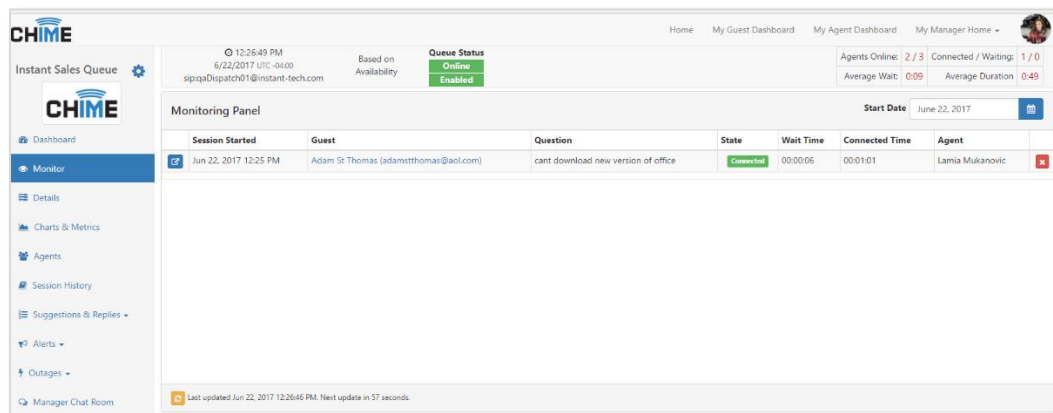 CHIME
Home My Guest Dashboard My Agent Dashboard My Manager Home
Instant Sales Queue
CHIME
12:26:49 PM
6/22/2017 UTC -04:00
sip:qaDispatch01@instant-tech.com
Based on
Availability
Queue Status
Online
Enabled
Agents Online: 2 / 3 Connected / Waiting: 1 / 0
Average Wait: 0:09 Average Duration 0:49
Dashboard
Monitor
Details
Charts & Metrics
Agents
Session History
Suggestions & Replies
Alerts
Outages
Manager Chat Room
Monitoring Panel
Start Date June 22, 2017
Session Started Guest Question State Wait Time Connected Time Agent
Jun 22, 2017 12:25 PM Adam St Thomas (adamstthomas@aol.com) cant download new version of office Connected 00:00:06 00:01:01 Lamia Mukanovic
Last updated Jun 22, 2017 12:26:46 PM. Next update in 57 seconds.